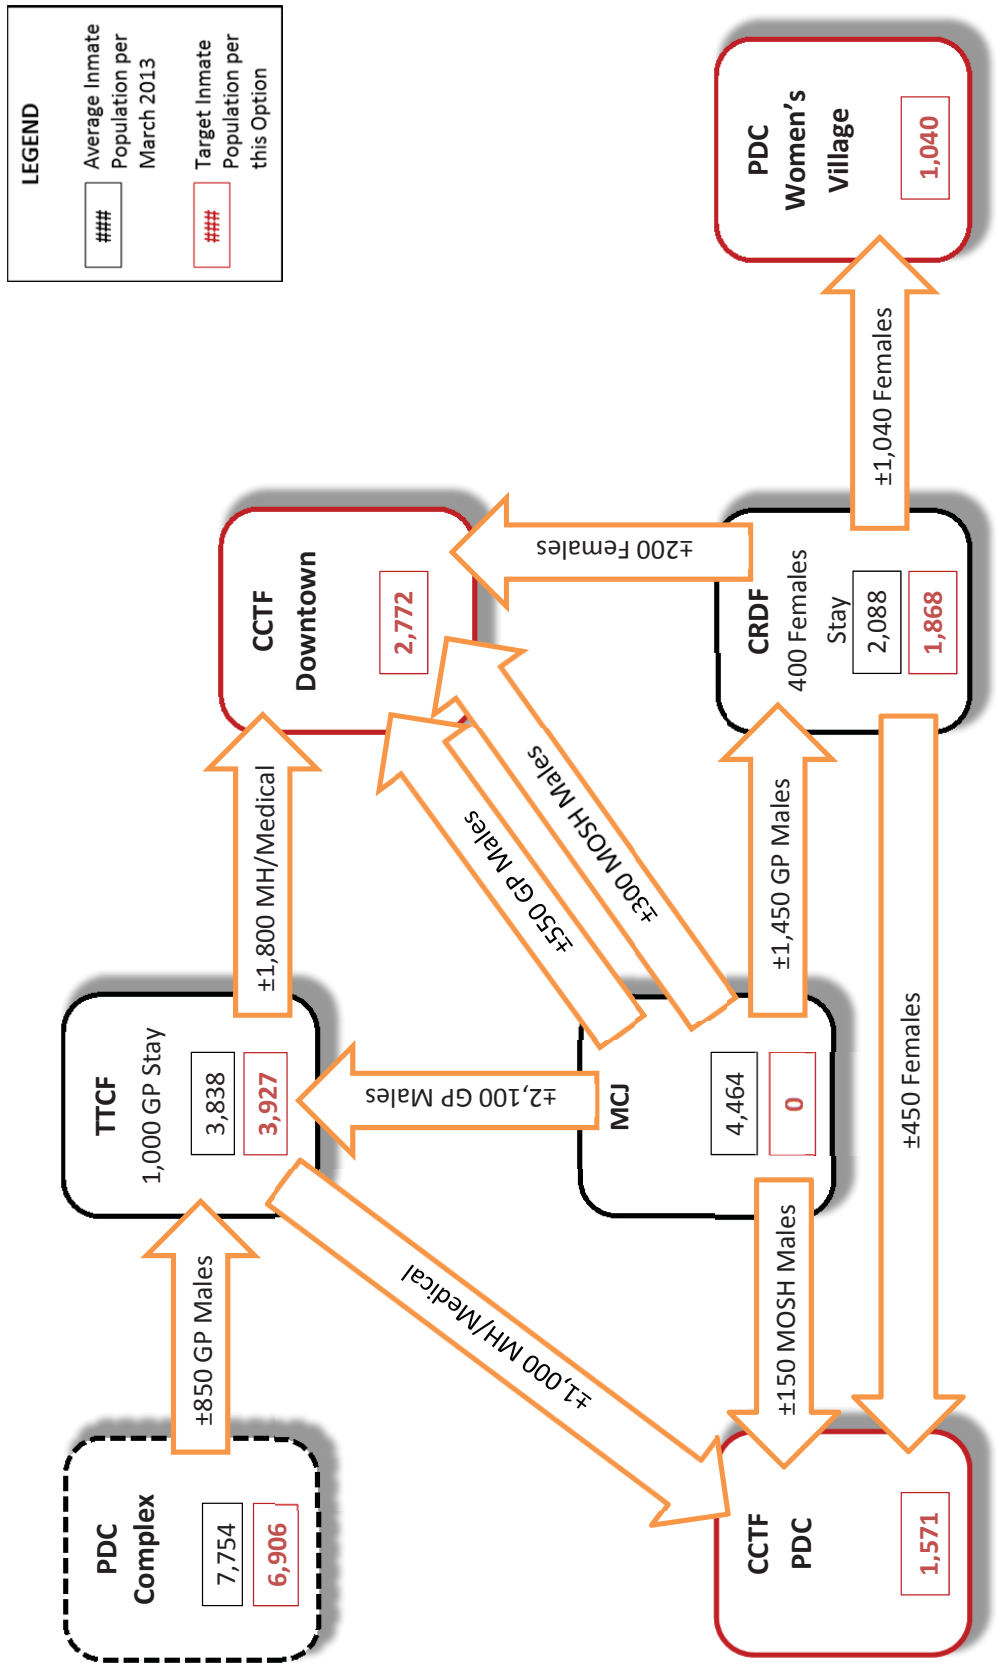 LEGEND
###
Average Inmate
Population per
March 2013
###
Target Inmate
Population per
this Option
PDC
Complex
7,754
6,906
±850 GP Males
TTCF
1,000 GP Stay
3,838
3,927
±1,800 MH/Medical
CCTF
Downtown
2,772
±1,000 MH/Medical
±2,100 GP Males
±550 GP Males
±300 MOSH Males
±200 Females
MCJ
4,464
0
±150 MOSH Males
±1,450 GP Males
CCTF
PDC
1,571
±450 Females
CRDF
400 Females
Stay
2,088
1,868
±1,040 Females
PDC
Women's
Village
1,040